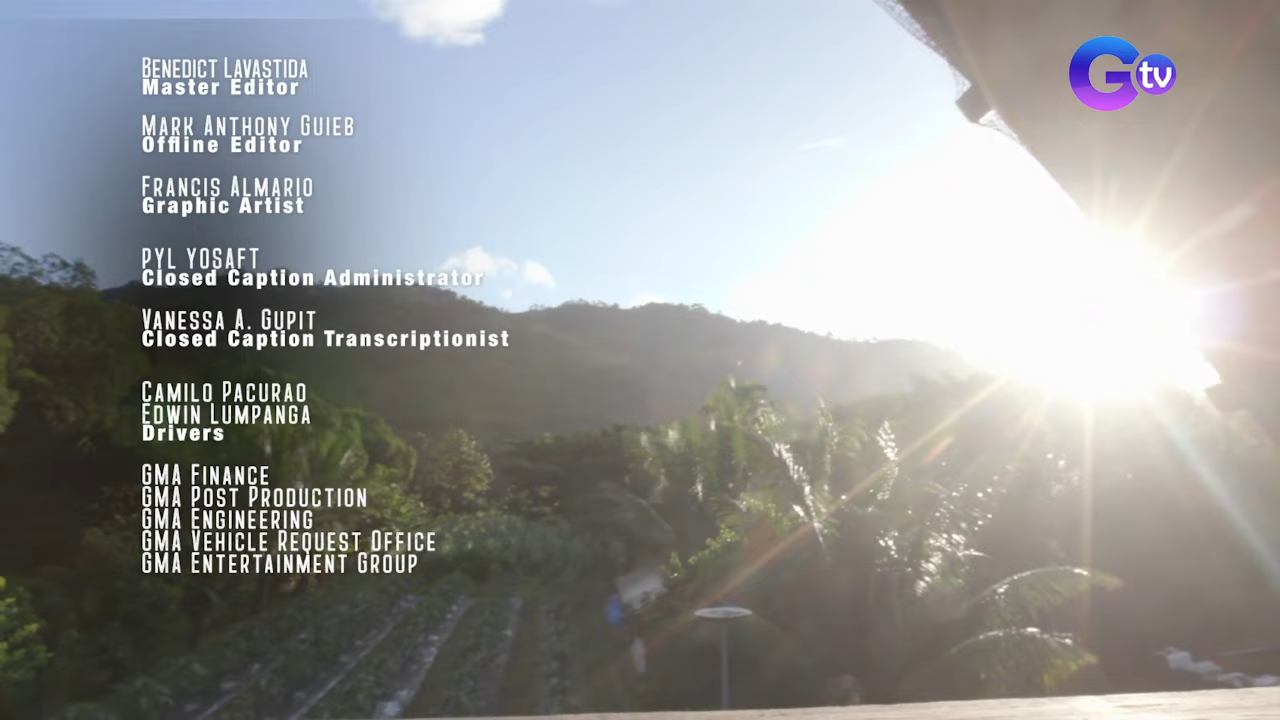 BENEDICT LAVASTIDA
Master Editor
MARK ANTHONY GUIEB
Offline Editor
FRANCIS ALMARIO
Graphic Artist
PYL YOSAFT
Closed Caption Administrator
VANESSA A. GUPIT
Closed Caption Transcriptionist
CAMILO PACURAO
EDWIN LUMPANGA
Drivers
GMA FINANCE
GMA POST PRODUCTION
GMA ENGINEERING
GMA VEHICLE REQUEST OFFICE
GMA ENTERTAINMENT GROUP
G tv